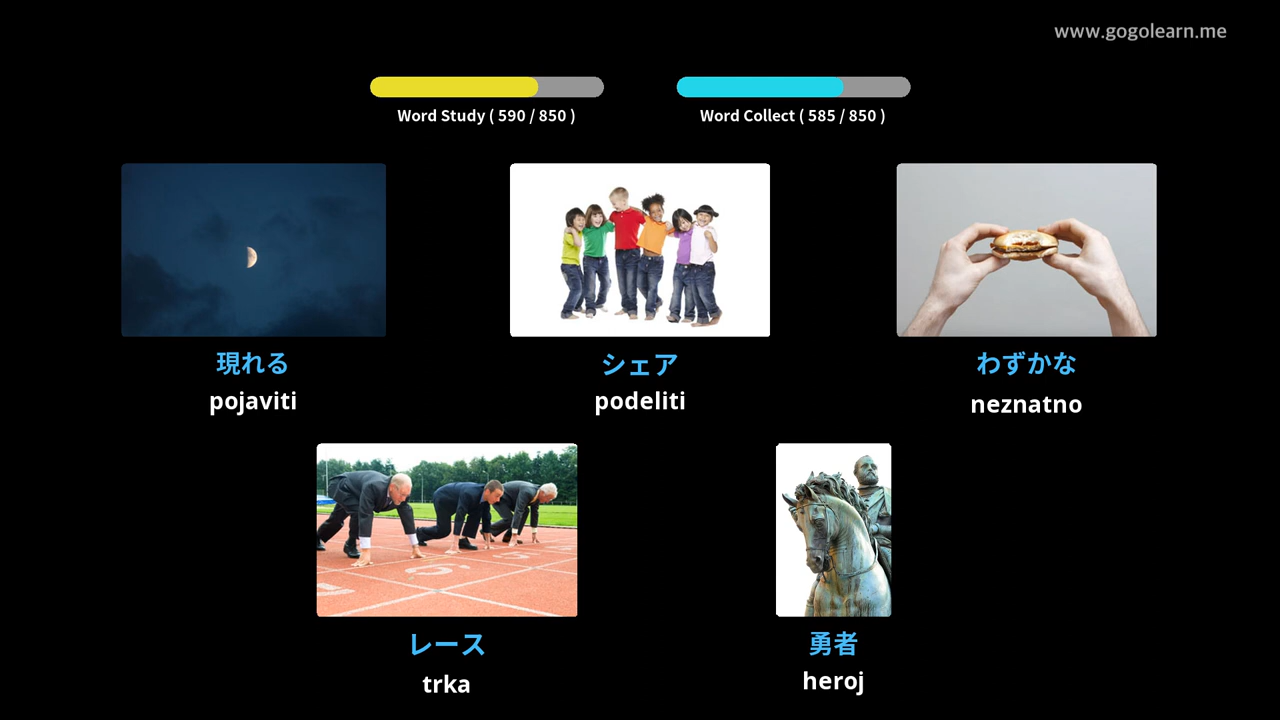 www.gogolearn.me
Word Study ( 590 / 850 )
Word Collect ( 585 / 850 )
現れる
pojaviti
シェア
podeliti
わずかな
neznatno
レース
trka
勇者
heroj